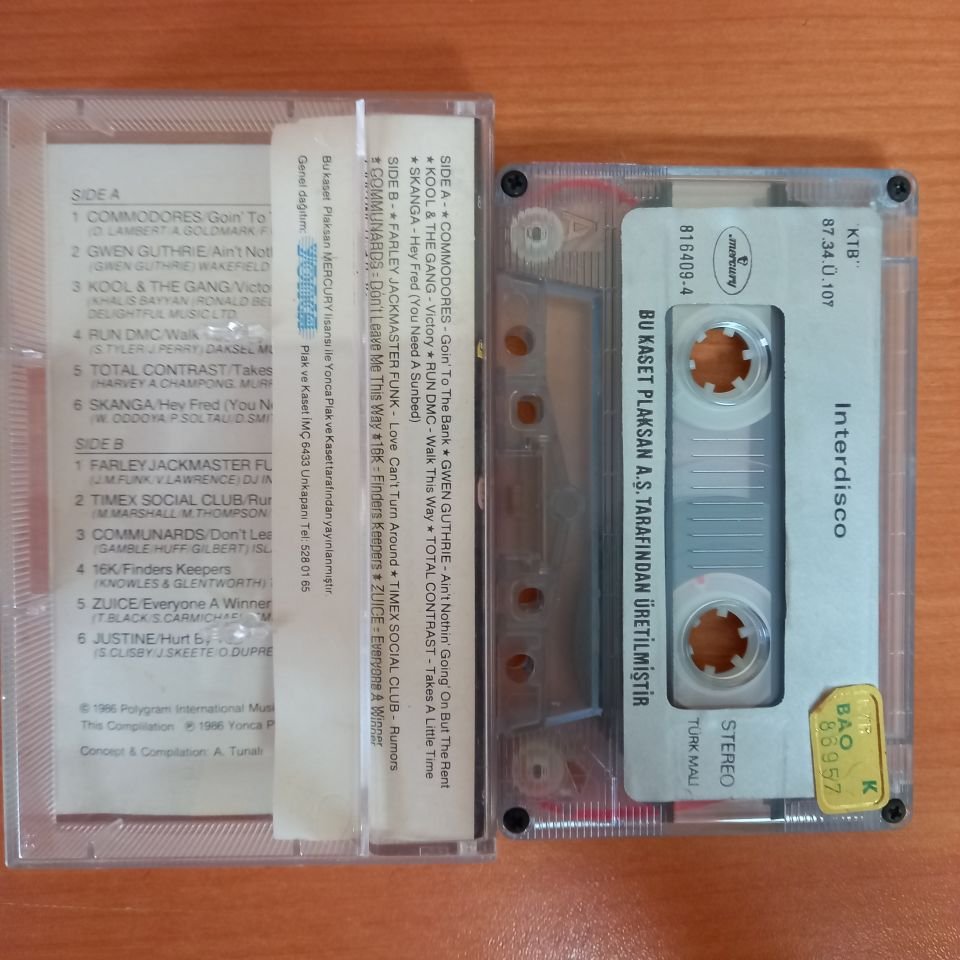 SIDE A
1 COMMODORES/Goin' To
(D. LAMBERT/A.GOLDMARK.F.
2 GWEN GUTHRIE/Ain't
(GWEN GUTHRIE) WAKEFIELD
3 KOOL & THE GANG/Victo
(KHALIS BAYYAN (RONALD BEL
DELIGHTFUL MUSIC LTD.
4 RUN DMC/Walk
(S.TYLER/J.PERRY) DAKSEL
5 TOTAL CONTRAST/Takes
(HARVEY A.CHAMPONG.
6 SKANGA/Hey Fred (You
(W. ODDOYA/P.SOLTAU/D.SMIT
SIDE B
1 FARLEY JACKMASTER FU
(J.M.FUNK/V.LAWRENCE) DJ IN
2 TIMEX SOCIAL CLUB/Rur
(M.MARSHALL/M.THOMPSON/
3 COMMUNARDS/Don't Lea
(GAMBLE/HUFF/GILBERT)
4 16K/Finders Keepers
(KNOWLES & GLENTWORTH)
5 ZUICE/Everyone A Winner
(T.BLACK/S.CARMICHAEL
6 JUSTINE/Hurt
(S.CLISBY/J.SKEETE/O.DUPRE
© 1986 Polygram International Musi
This Complilation ℗ 1986 Yonca P
Concept & Compilation: A. Tunalı
SIDE A - ★ COMMODORES - Goin' To The Bank ★ GWEN GUTHRIE - Ain't Nothin' Going' On But The Rent
★ KOOL & THE GANG - Victory ★ RUN DMC - Walk This Way ★ TOTAL CONTRAST - Takes A Little Time
★ SKANGA - Hey Fred (You Need A Sunbed)
SIDE B - ★ FARLEY JACKMASTER FUNK - Love Can't Turn Around ★ TIMEX SOCIAL CLUB - Rumors
★ COMMUNARDS - Don't Leave Me This Way ★ 16K - Finders Keepers ★ ZUICE - Everyone A Winner
Bu kaset Plaksan MERCURY lisansı ile Yonca Plak ve Kaset tarafından yayınlanmıştır.
Genel dağıtım: YONCA Plak ve Kaset İMÇ 6433 Unkapanı Tel: 528 01 65
"KTB"
87.34.Ü.107
mercury
816409-4
Interdisco
BU KASET PLAKSAN A.Ş. TARAFINDAN ÜRETİLMİŞTİR
STEREO
TÜRK MALI
K
BAO
86957